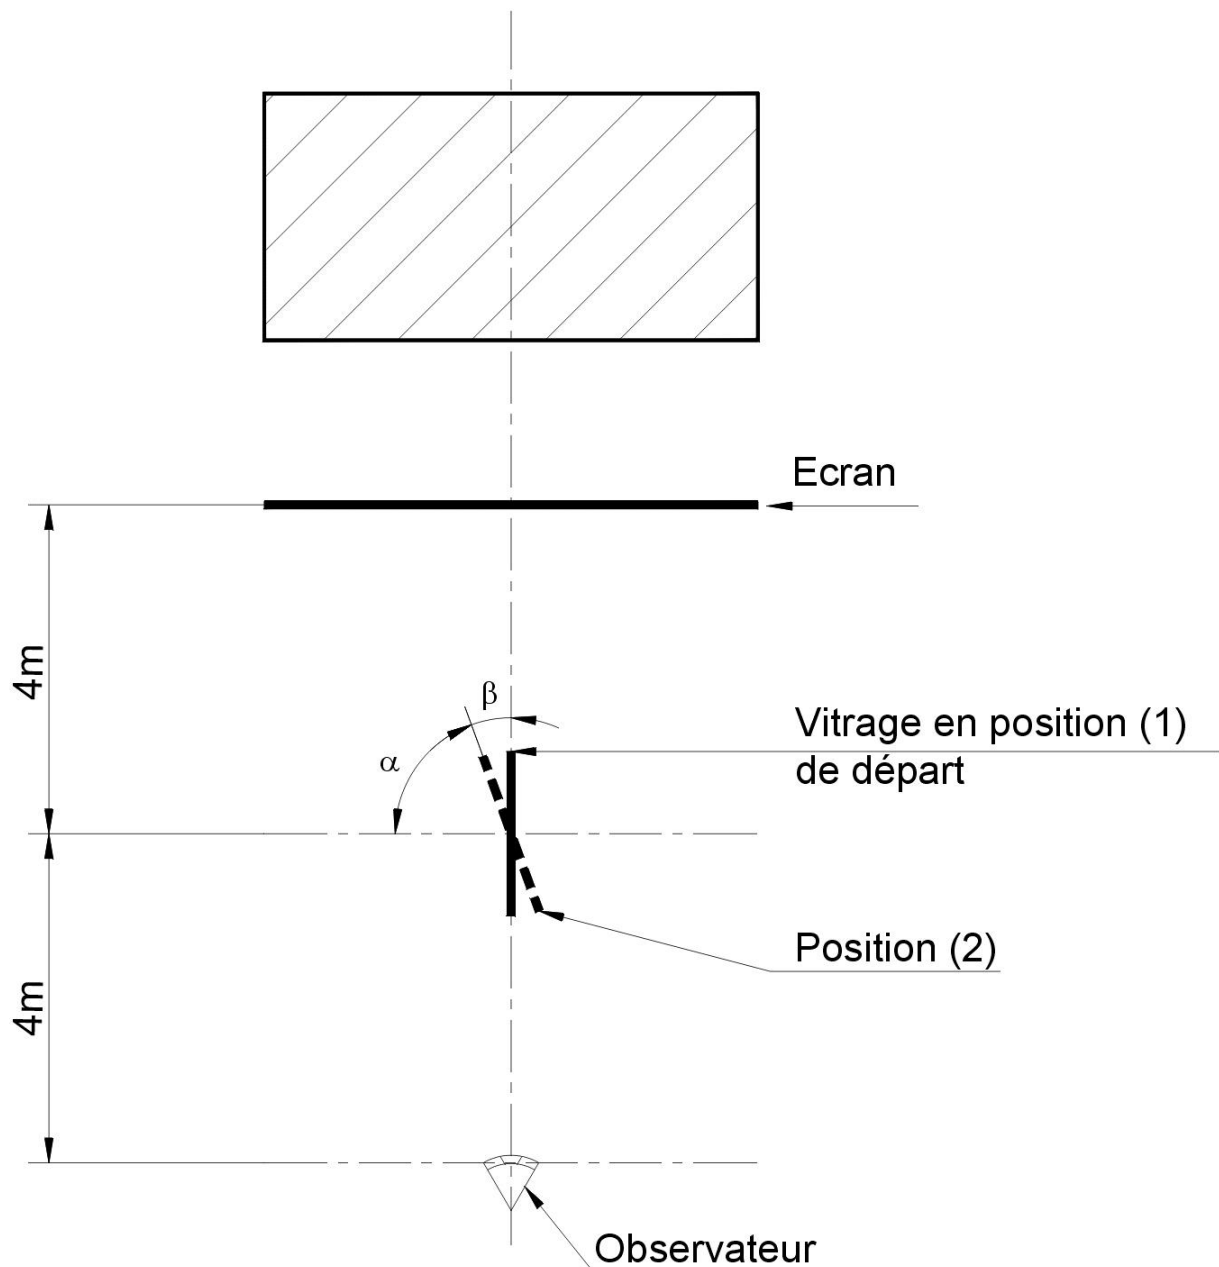 Ecran
4m
β
α
Vitrage en position (1)
de départ
Position (2)
4m
Observateur